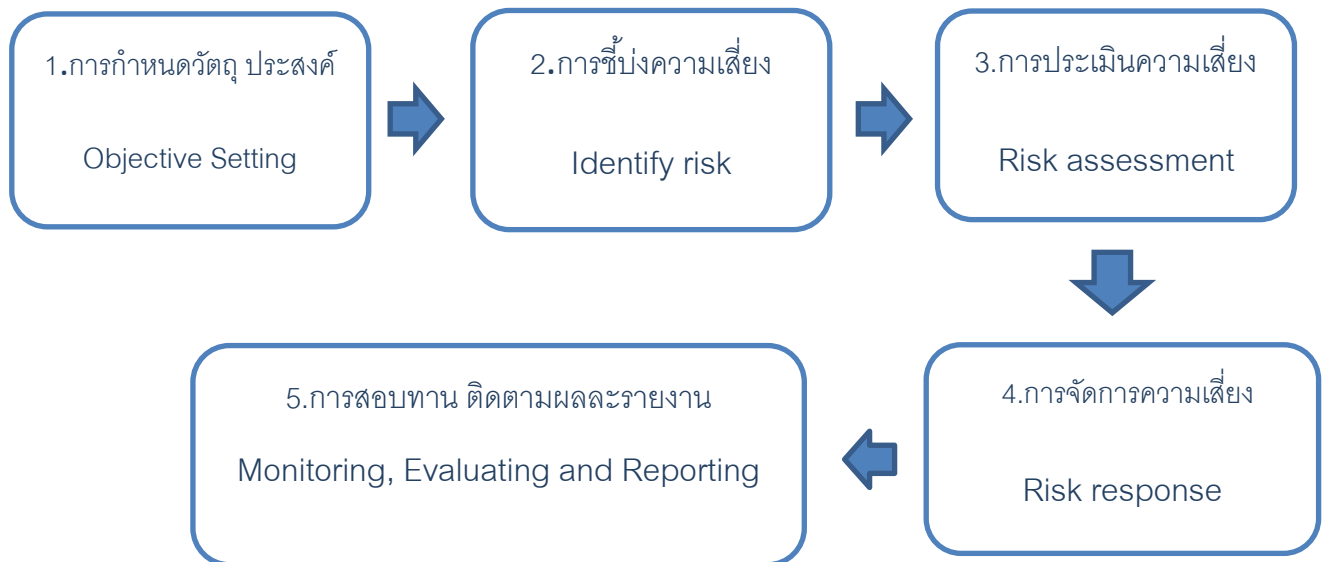 1.การกำหนดวัตถุ ประสงค์
Objective Setting
2.การชี้บ่งความเสี่ยง
Identify risk
3.การประเมินความเสี่ยง
Risk assessment
4.การจัดการความเสี่ยง
Risk response
5.การสอบทาน ติดตามผลละรายงาน
Monitoring, Evaluating and Reporting